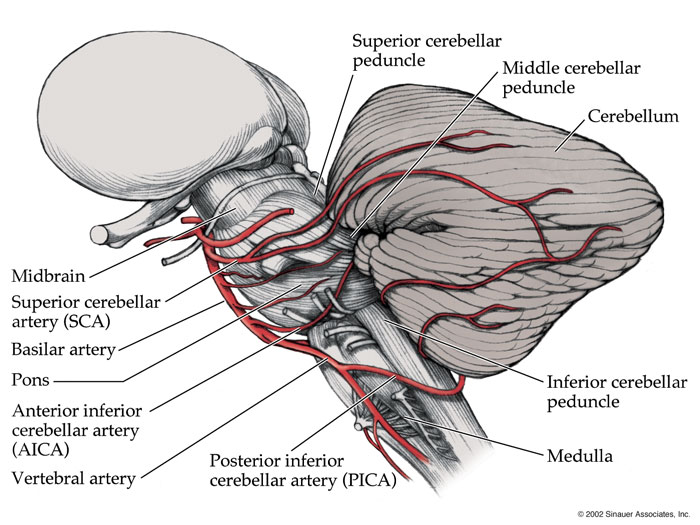 Superior cerebellar
peduncle
Middle cerebellar
peduncle
Cerebellum
Midbrain
Superior cerebellar
artery (SCA)
Basilar artery
Pons
Anterior inferior
cerebellar artery
(AICA)
Vertebral artery
Posterior inferior
cerebellar artery (PICA)
Inferior cerebellar
peduncle
Medulla
© 2002 Sinauer Associates, Inc.